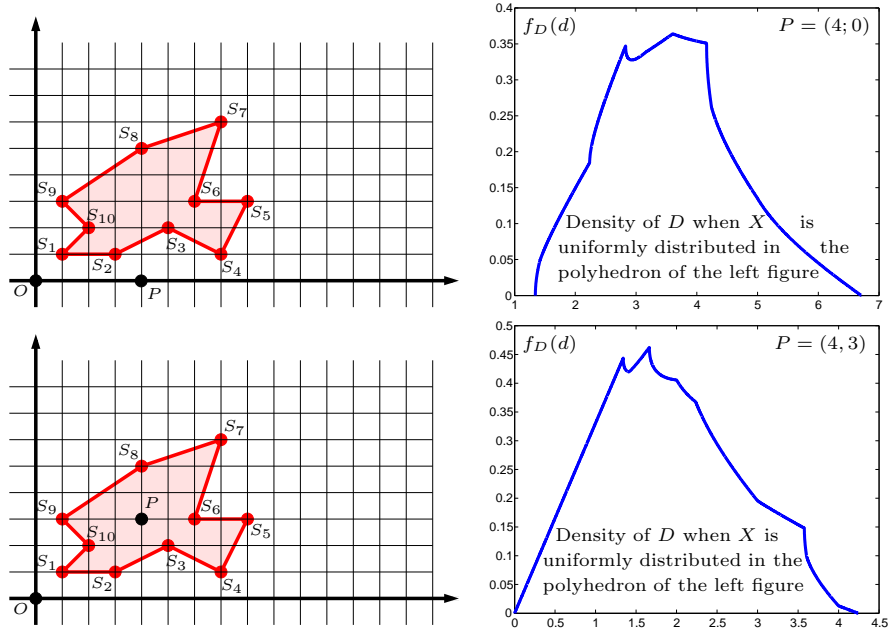 S7
S8
S9
S10
S6
S5
S1
S2
S3
S4
O
P
f_D(d)
P = (4; 0)
0.4
0.35
0.3
0.25
0.2
0.15
0.1
0.05
0
Density of D when X is
uniformly distributed in the
polyhedron of the left figure
1 2 3 4 5 6 7
S7
S8
S9
P
S6
S5
S10
S1
S2
S3
S4
O
f_D(d)
P = (4, 3)
0.5
0.45
0.4
0.35
0.3
0.25
0.2
0.15
0.1
0.05
0
Density of D when X is
uniformly distributed in the
polyhedron of the left figure
0 0.5 1 1.5 2 2.5 3 3.5 4 4.5